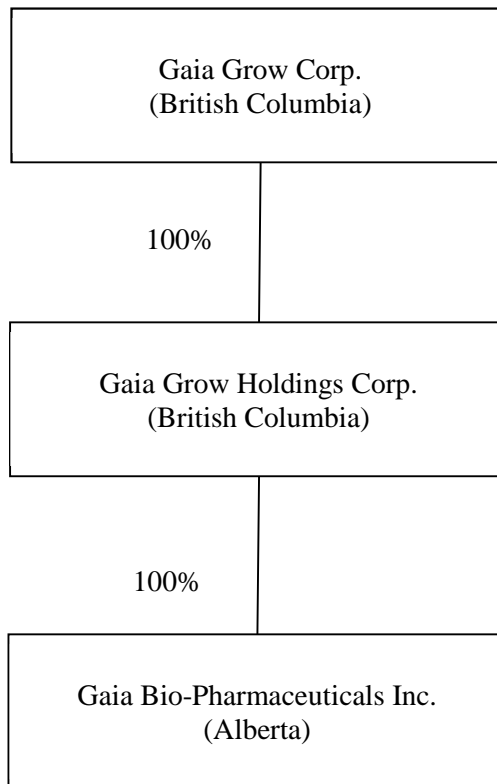 Gaia Grow Corp.
(British Columbia)
100%
Gaia Grow Holdings Corp.
(British Columbia)
100%
Gaia Bio-Pharmaceuticals Inc.
(Alberta)